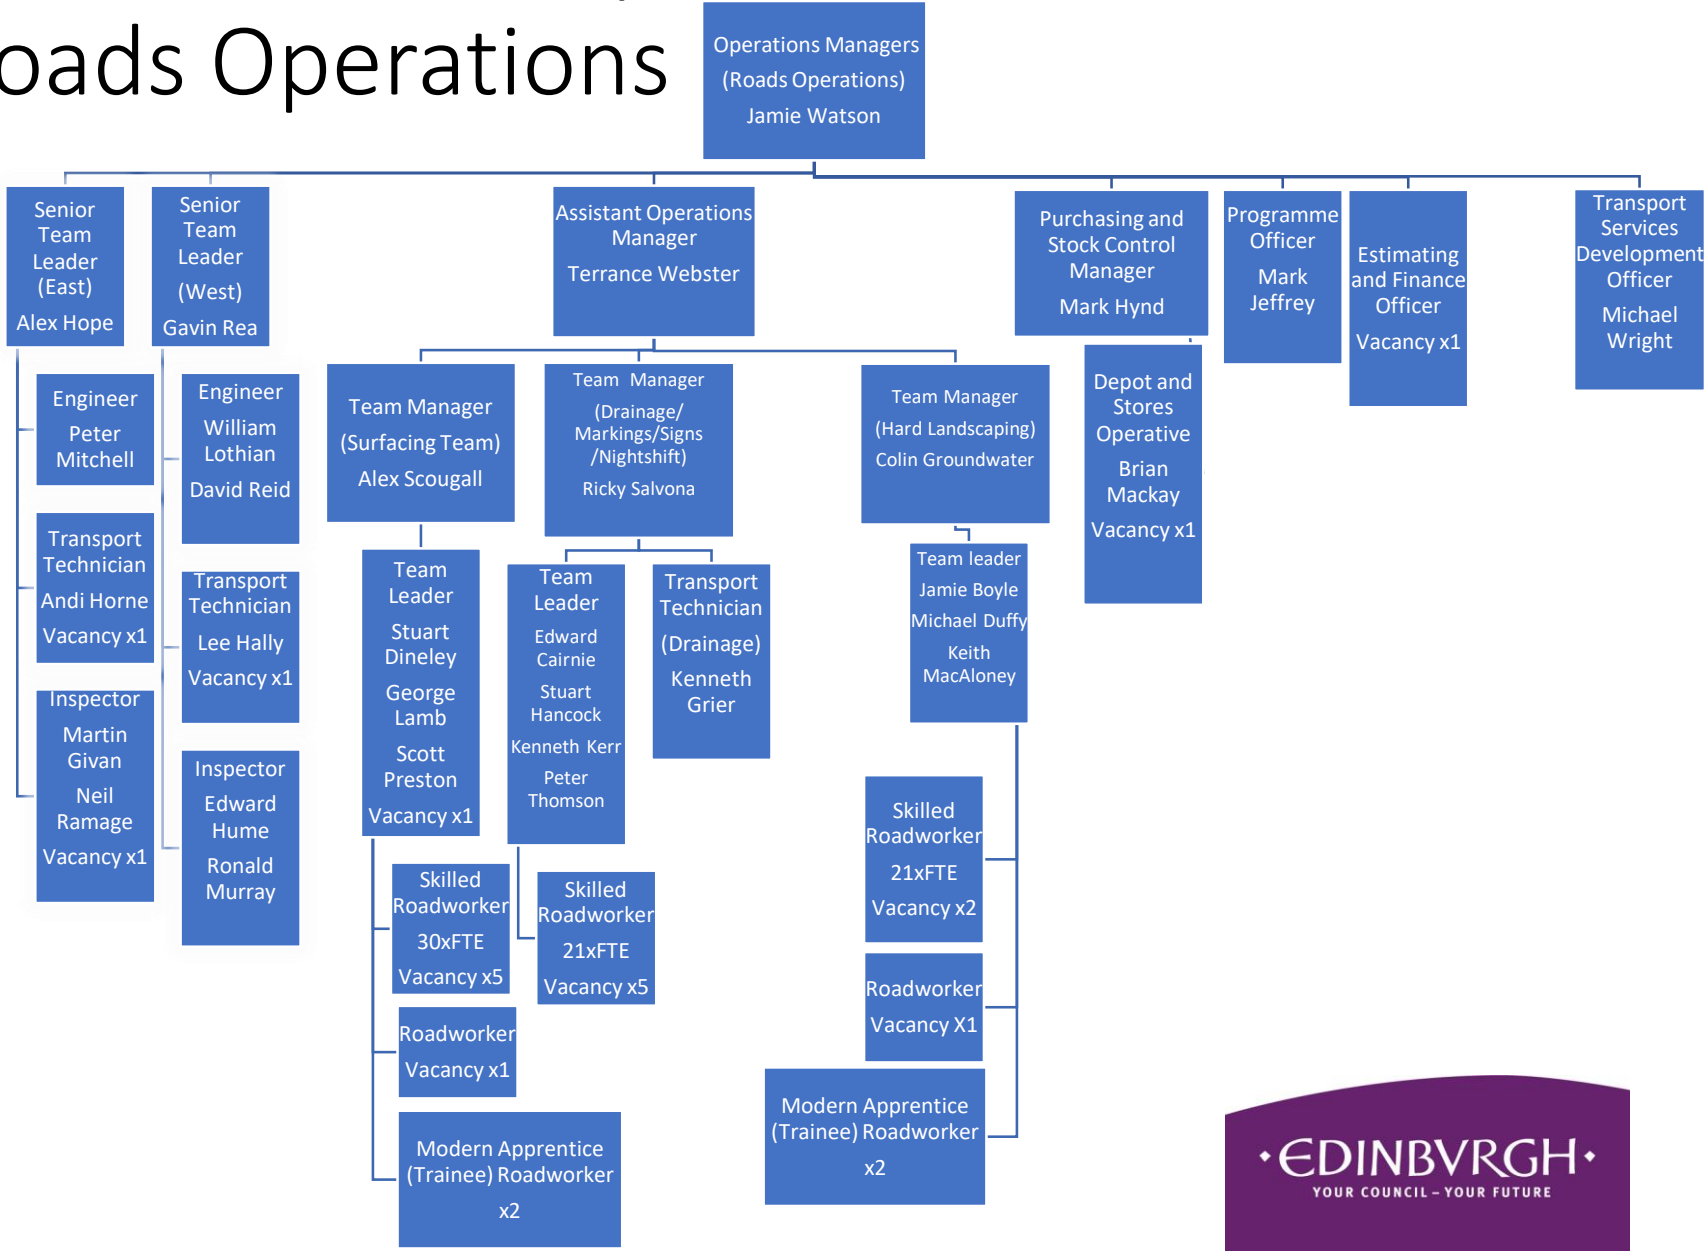 oads Operations
Operations Managers
(Roads Operations)
Jamie Watson
Senior
Team
Leader
(East)
Alex Hope
Engineer
Peter
Mitchell
Transport
Technician
Andi Horne
Vacancy x1
Inspector
Martin
Givan
Neil
Ramage
Vacancy x1
Senior
Team
Leader
(West)
Gavin Rea
Engineer
William
Lothian
David Reid
Transport
Technician
Lee Hally
Vacancy x1
Inspector
Edward
Hume
Ronald
Murray
Assistant Operations
Manager
Terrance Webster
Team Manager
(Surfacing Team)
Alex Scougall
Team
Leader
Stuart
Dineley
George
Lamb
Scott
Preston
Vacancy x1
Skilled
Roadworker
30xFTE
Vacancy x5
Roadworker
Vacancy x1
Modern Apprentice
(Trainee) Roadworker
x2
Team Manager
(Drainage/
Markings/Signs
/Nightshift)
Ricky Salvona
Team
Leader
Edward
Cairnie
Stuart
Hancock
Kenneth Kerr
Peter
Thomson
Skilled
Roadworker
21xFTE
Vacancy x5
Transport
Technician
(Drainage)
Kenneth
Grier
Team Manager
(Hard Landscaping)
Colin Groundwater
Team leader
Jamie Boyle
Michael Duffy
Keith
MacAloney
Skilled
Roadworker
21xFTE
Vacancy x2
Roadworker
Vacancy X1
Modern Apprentice
(Trainee) Roadworker
x2
Purchasing and
Stock Control
Manager
Mark Hynd
Depot and
Stores
Operative
Brian
Mackay
Vacancy x1
Programme
Officer
Mark
Jeffrey
Estimating
and Finance
Officer
Vacancy x1
Transport
Services
Development
Officer
Michael
Wright
·EDINBVRGH·
YOUR COUNCIL – YOUR FUTURE